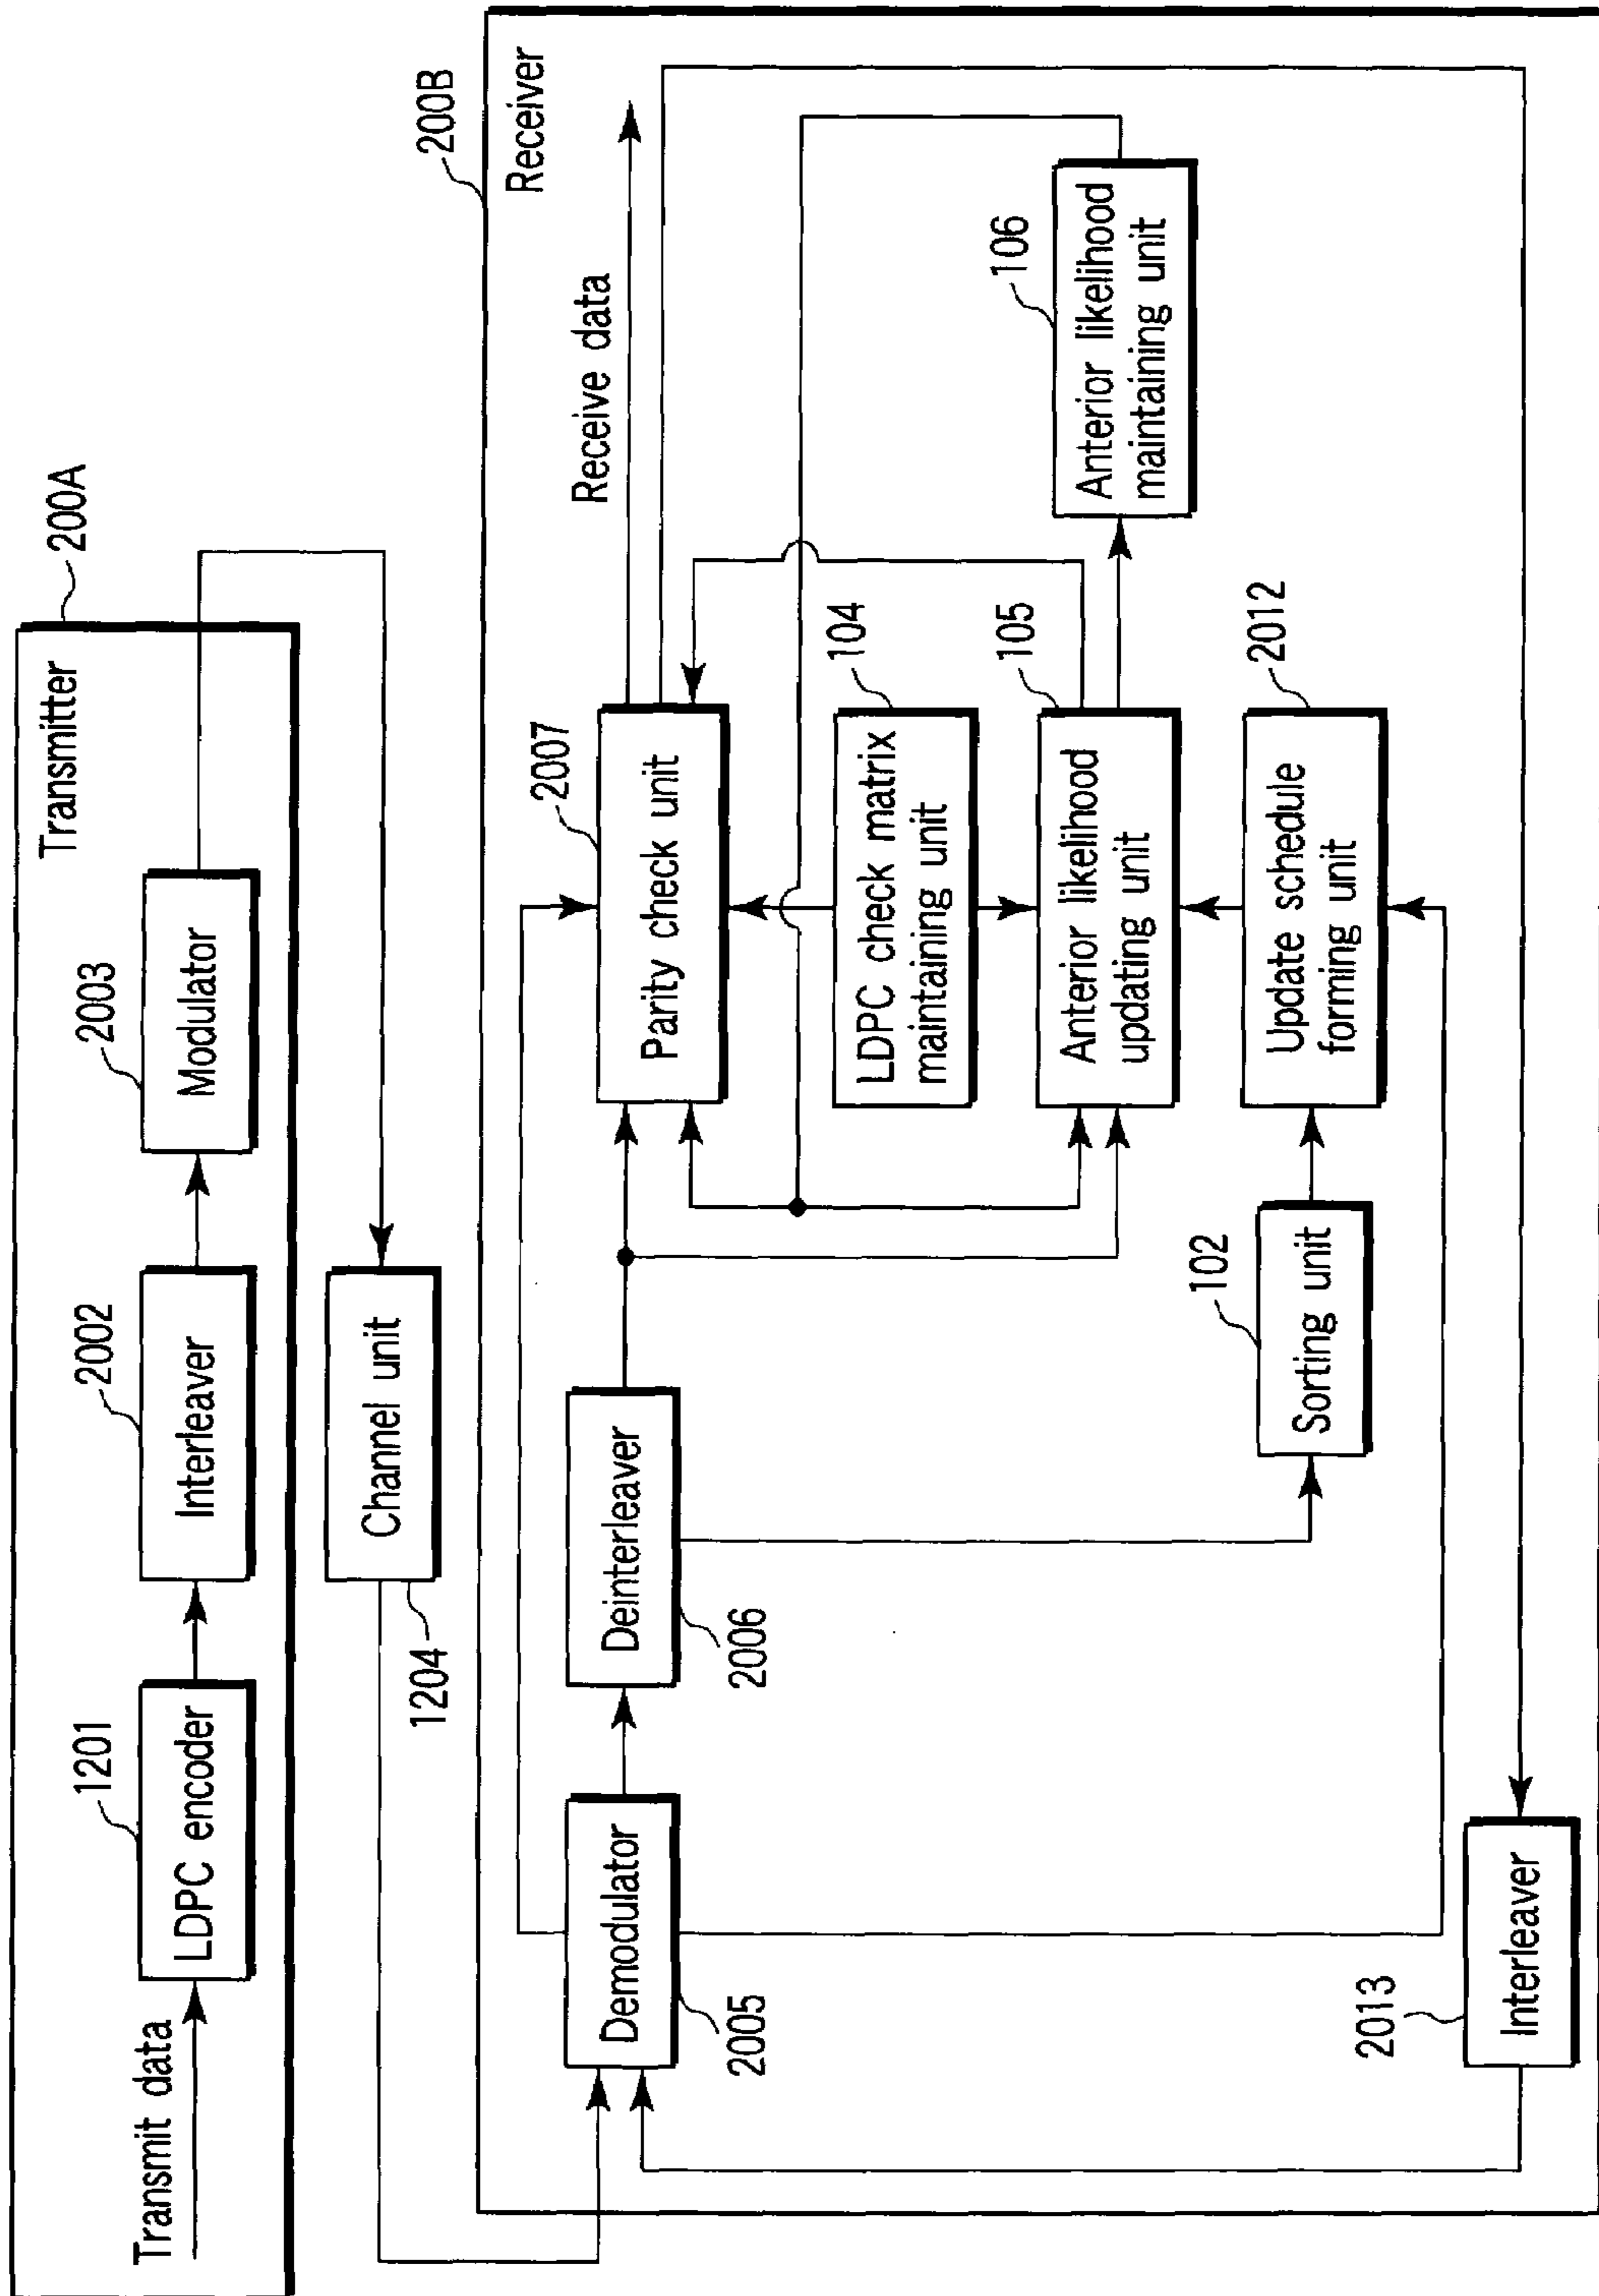 Transmitter
200A
Transmit data
1201
LDPC encoder
2002
Interleaver
2003
Modulator
Channel unit
1204
200B
Receiver
Demodulator
2005
Deinterleaver
2006
2007
Parity check unit
Receive data
104
LDPC check matrix
maintaining unit
105
Anterior likelihood
updating unit
106
Anterior likelihood
maintaining unit
102
Sorting unit
2012
Update schedule
forming unit
2013
Interleaver